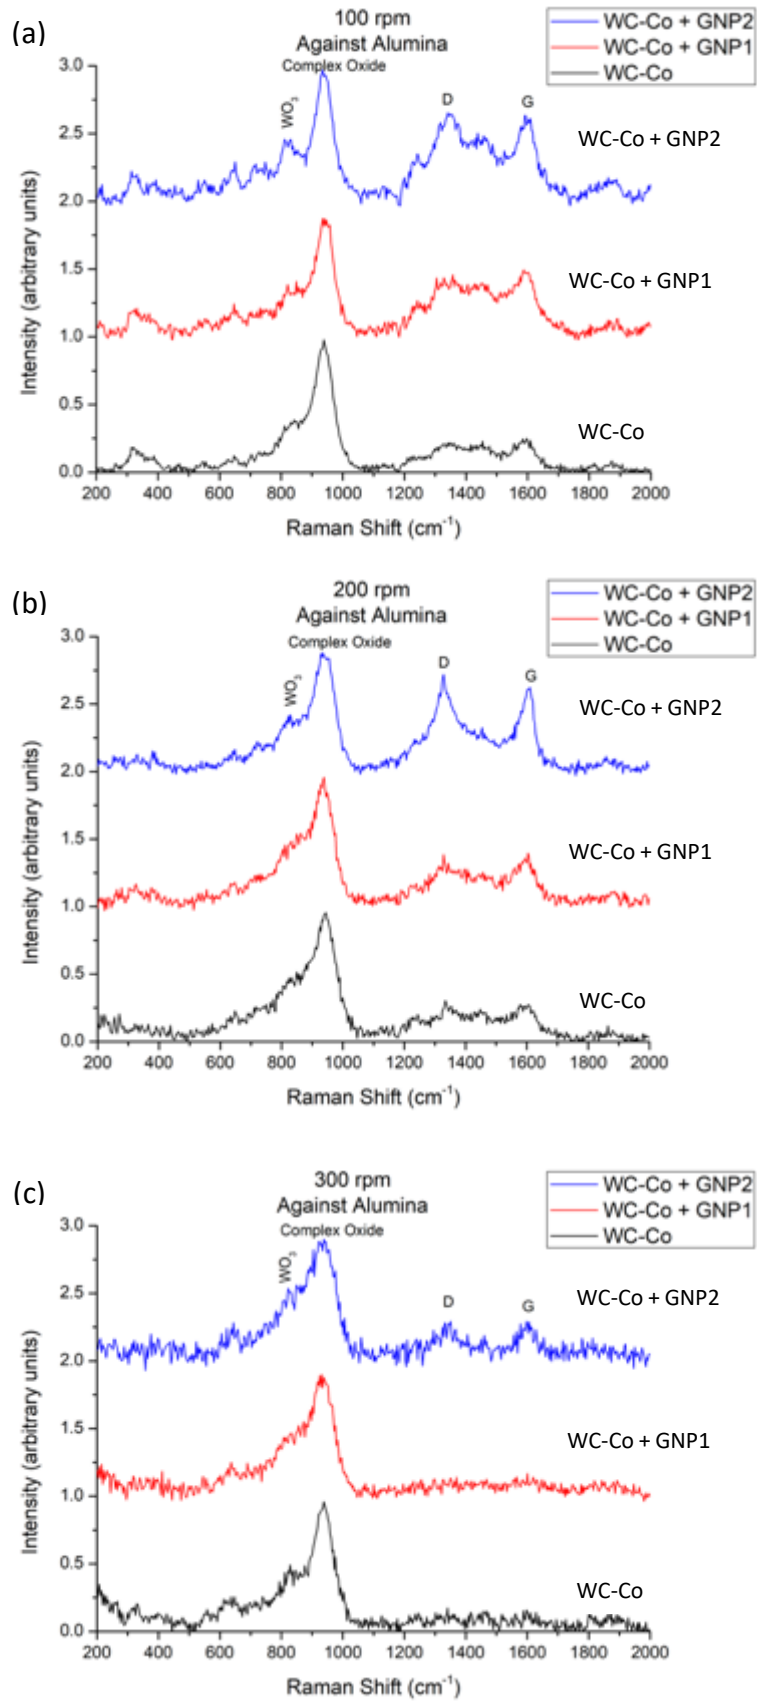 (a)
100 rpm
Against Alumina
Complex Oxide
WC-Co + GNP2
WC-Co + GNP1
WC-Co
WO₃
D
G
WC-Co + GNP2
WC-Co + GNP1
WC-Co
3.0
2.5
2.0
1.5
1.0
0.5
0.0
Intensity (arbitrary units)
200 400 600 800 1000 1200 1400 1600 1800 2000
Raman Shift (cm⁻¹)
(b)
200 rpm
Against Alumina
Complex Oxide
WC-Co + GNP2
WC-Co + GNP1
WC-Co
WO₃
D
G
WC-Co + GNP2
WC-Co + GNP1
WC-Co
3.0
2.5
2.0
1.5
1.0
0.5
0.0
Intensity (arbitrary units)
200 400 600 800 1000 1200 1400 1600 1800 2000
Raman Shift (cm⁻¹)
(c)
300 rpm
Against Alumina
Complex Oxide
WC-Co + GNP2
WC-Co + GNP1
WC-Co
WO₃
D
G
WC-Co + GNP2
WC-Co + GNP1
WC-Co
3.0
2.5
2.0
1.5
1.0
0.5
0.0
Intensity (arbitrary units)
200 400 600 800 1000 1200 1400 1600 1800 2000
Raman Shift (cm⁻¹)